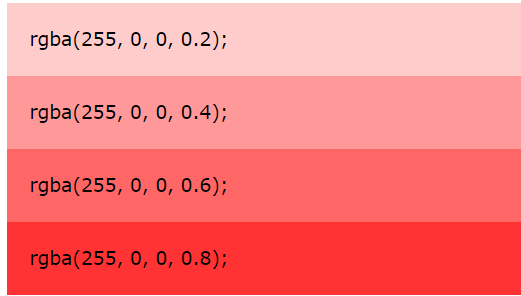 rgba(255, 0, 0, 0.2);
rgba(255, 0, 0, 0.4);
rgba(255, 0, 0, 0.6);
rgba(255, 0, 0, 0.8);